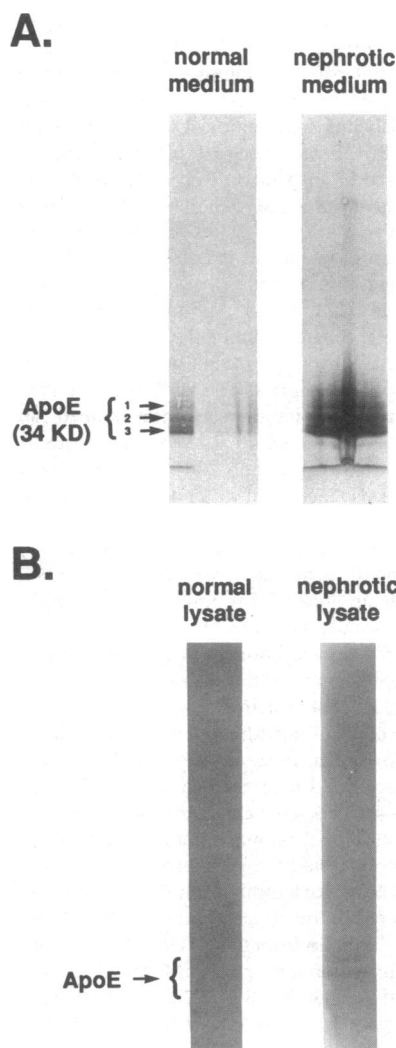 A.
normal medium
nephrotic medium
ApoE (34 KD)
1
2
3
B.
normal lysate
nephrotic lysate
ApoE